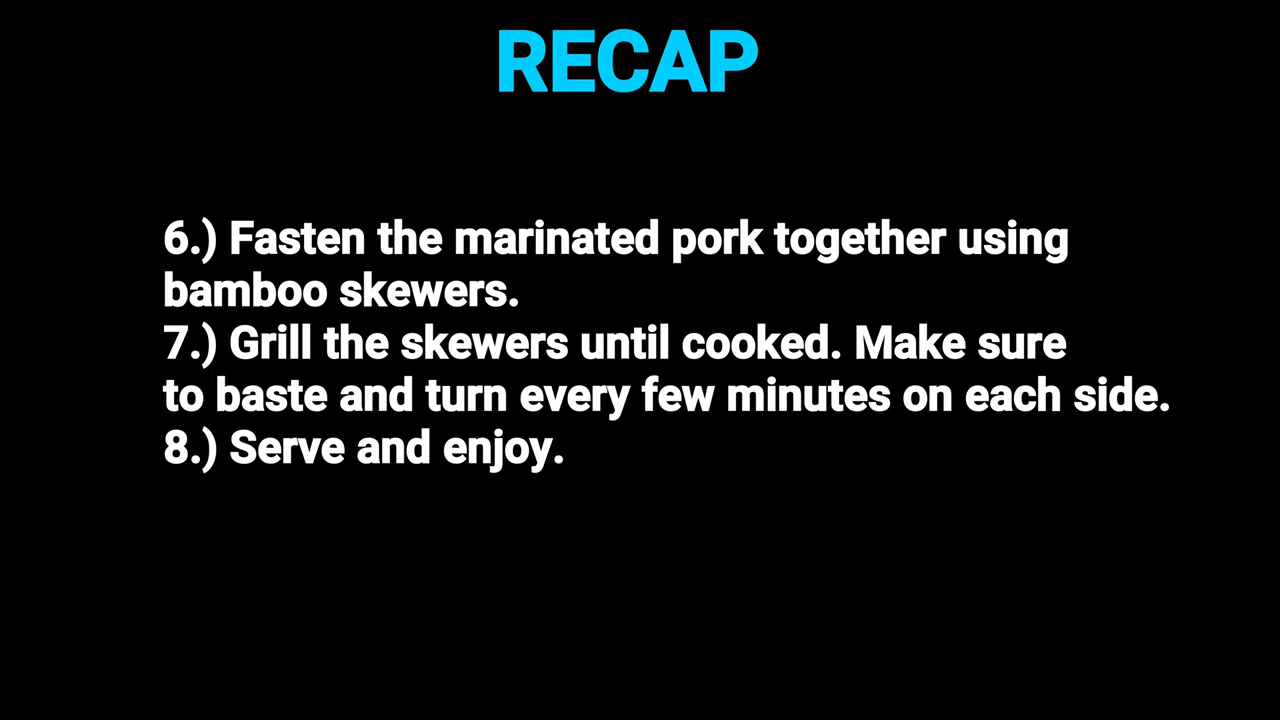 RECAP
6.) Fasten the marinated pork together using
bamboo skewers.
7.) Grill the skewers until cooked. Make sure
to baste and turn every few minutes on each side.
8.) Serve and enjoy.